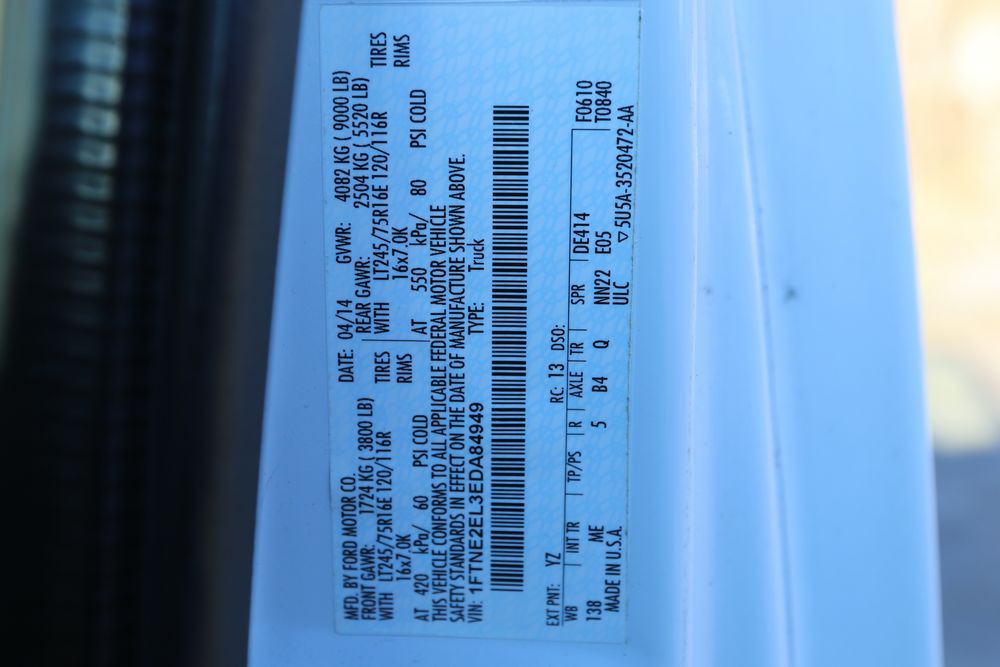 MFD. BY FORD MOTOR CO. DATE: 04/14 GVWR: 4082 KG ( 9000 LB)
FRONT GAWR: 1724 KG ( 3800 LB) REAR GAWR: 2504 KG ( 5520 LB)
WITH LT245/75R16E 120/116R TIRES WITH LT245/75R16E 120/116R TIRES
16x7.0K RIMS 16x7.0K RIMS
AT 420 kPa/ 60 PSI COLD AT 550 kPa/ 80 PSI COLD
THIS VEHICLE CONFORMS TO ALL APPLICABLE FEDERAL MOTOR VEHICLE
SAFETY STANDARDS IN EFFECT ON THE DATE OF MANUFACTURE SHOWN ABOVE.
VIN: 1FTNE2EL3EDA84949 TYPE: Truck
EXT PNT: YZ RC: 13 DSO: F0610
WB INT TR TP/PS R AXLE TR SPR DE414 T0840
138 ME 5 B4 Q NN22 E05
MADE IN U.S.A. ULC ▽5U5A-3520472-AA